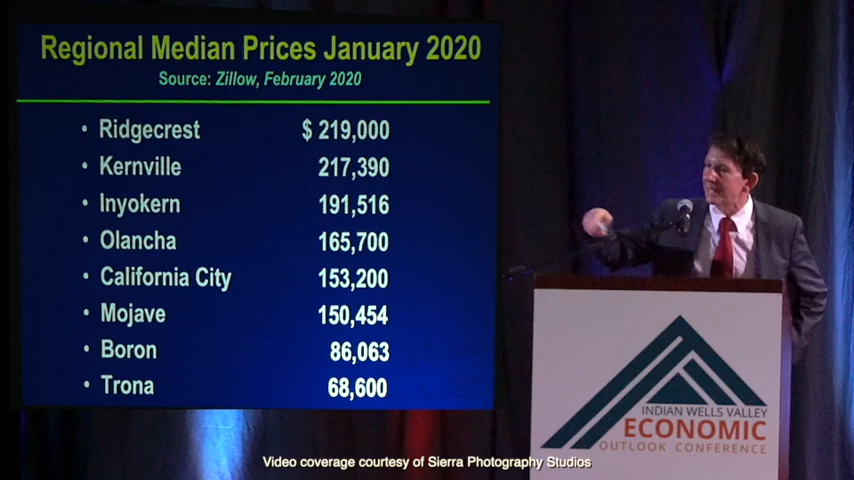 Regional Median Prices January 2020
Source: Zillow, February 2020
• Ridgecrest $ 219,000
• Kernville 217,390
• Inyokern 191,516
• Olancha 165,700
• California City 153,200
• Mojave 150,454
• Boron 86,063
• Trona 68,600
INDIAN WELLS VALLEY
ECONOMIC
OUTLOOK CONFERENCE
Video coverage courtesy of Sierra Photography Studios